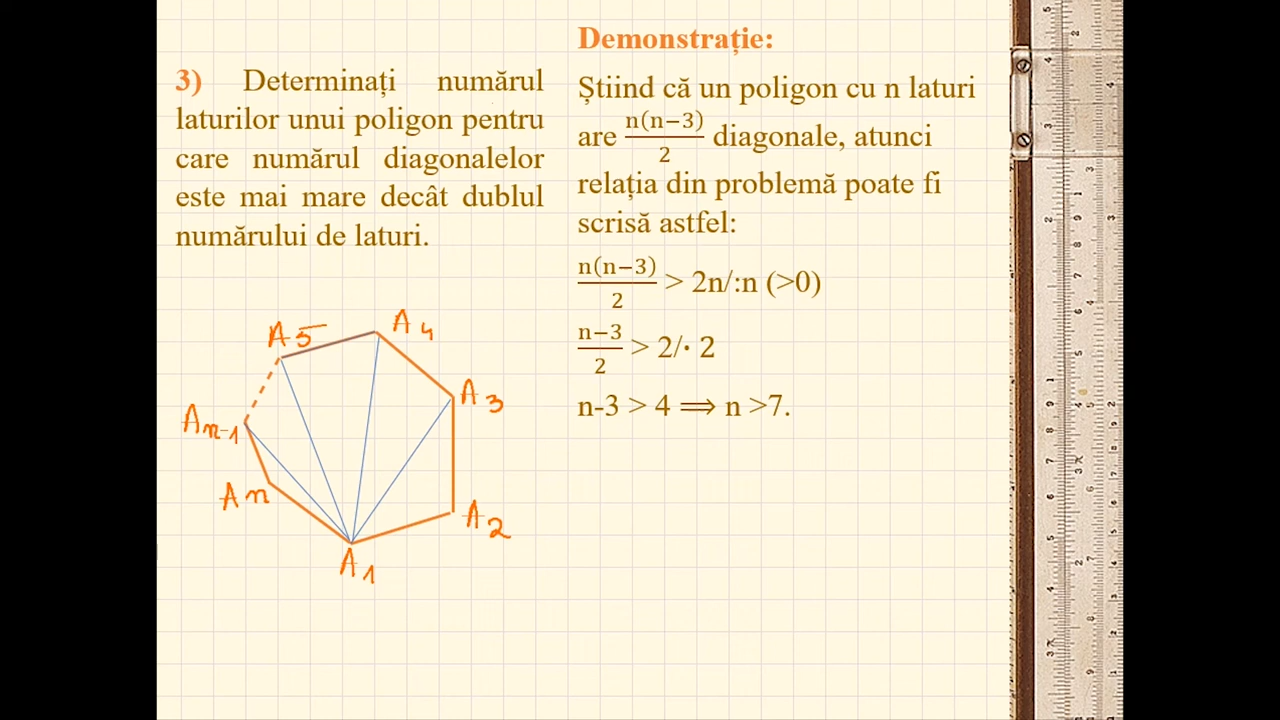 3) Determinați numărul
laturilor unui poligon pentru
care numărul diagonalelor
este mai mare decât dublul
numărului de laturi.
Demonstrație:
Știind că un poligon cu n laturi
are n(n−3)/2 diagonale, atunci
relația din problemă poate fi
scrisă astfel:
n(n−3)/2 > 2n/:n (>0)
n−3/2 > 2/· 2
n-3 > 4 ⟹ n >7.
A5
A4
A3
An-1
An
A2
A1